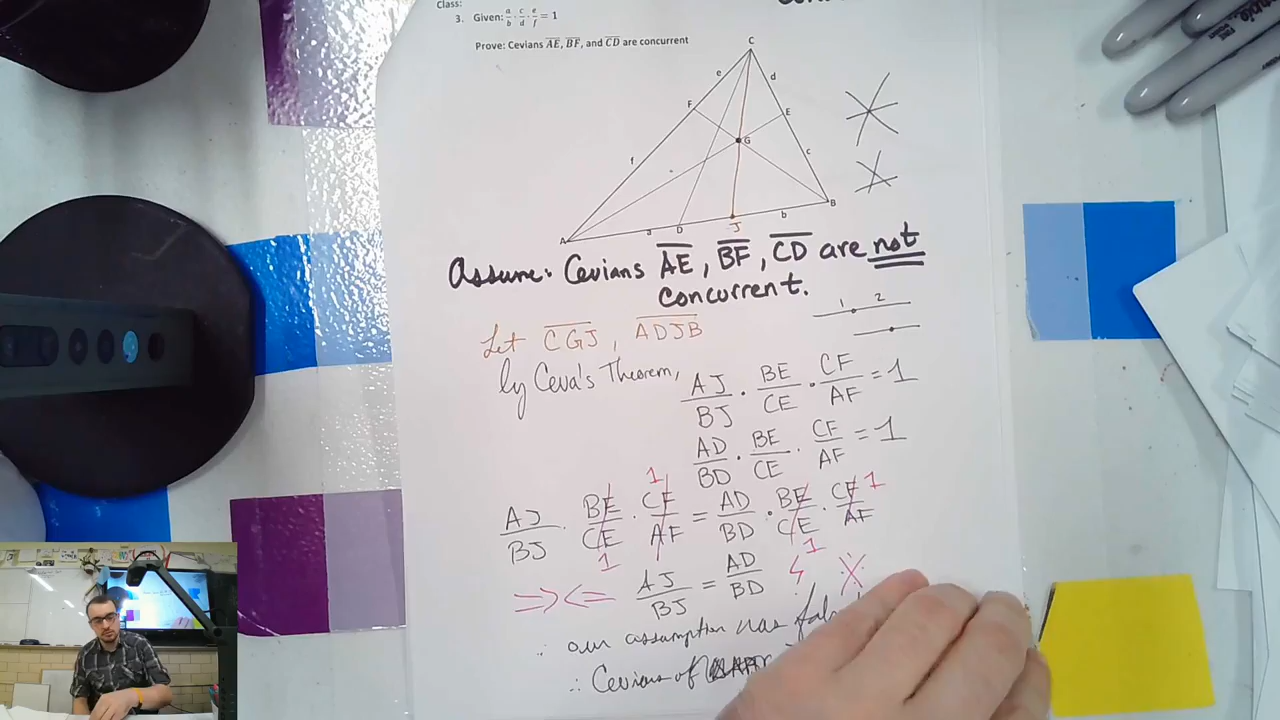 Class:
3. Given: a/b · c/d · e/f = 1
Prove: Cevians AE, BF, and CD are concurrent
C
e
d
F
E
G
f
c
B
b
J
D
a
A
Assume: Cevians AE, BF, CD are not
concurrent.
1 2
Let CGJ, ADJB
by Ceva's Theorem, AJ/BJ · BE/CE · CF/AF = 1
AD/BD · BE/CE · CF/AF = 1
1 1
AJ/BJ · BE/CE · CF/AF = AD/BD · BE/CE · CF/AF
1 1
⇒⇐ AJ/BJ = AD/BD
∴ our assumption was
∴ Cevians of